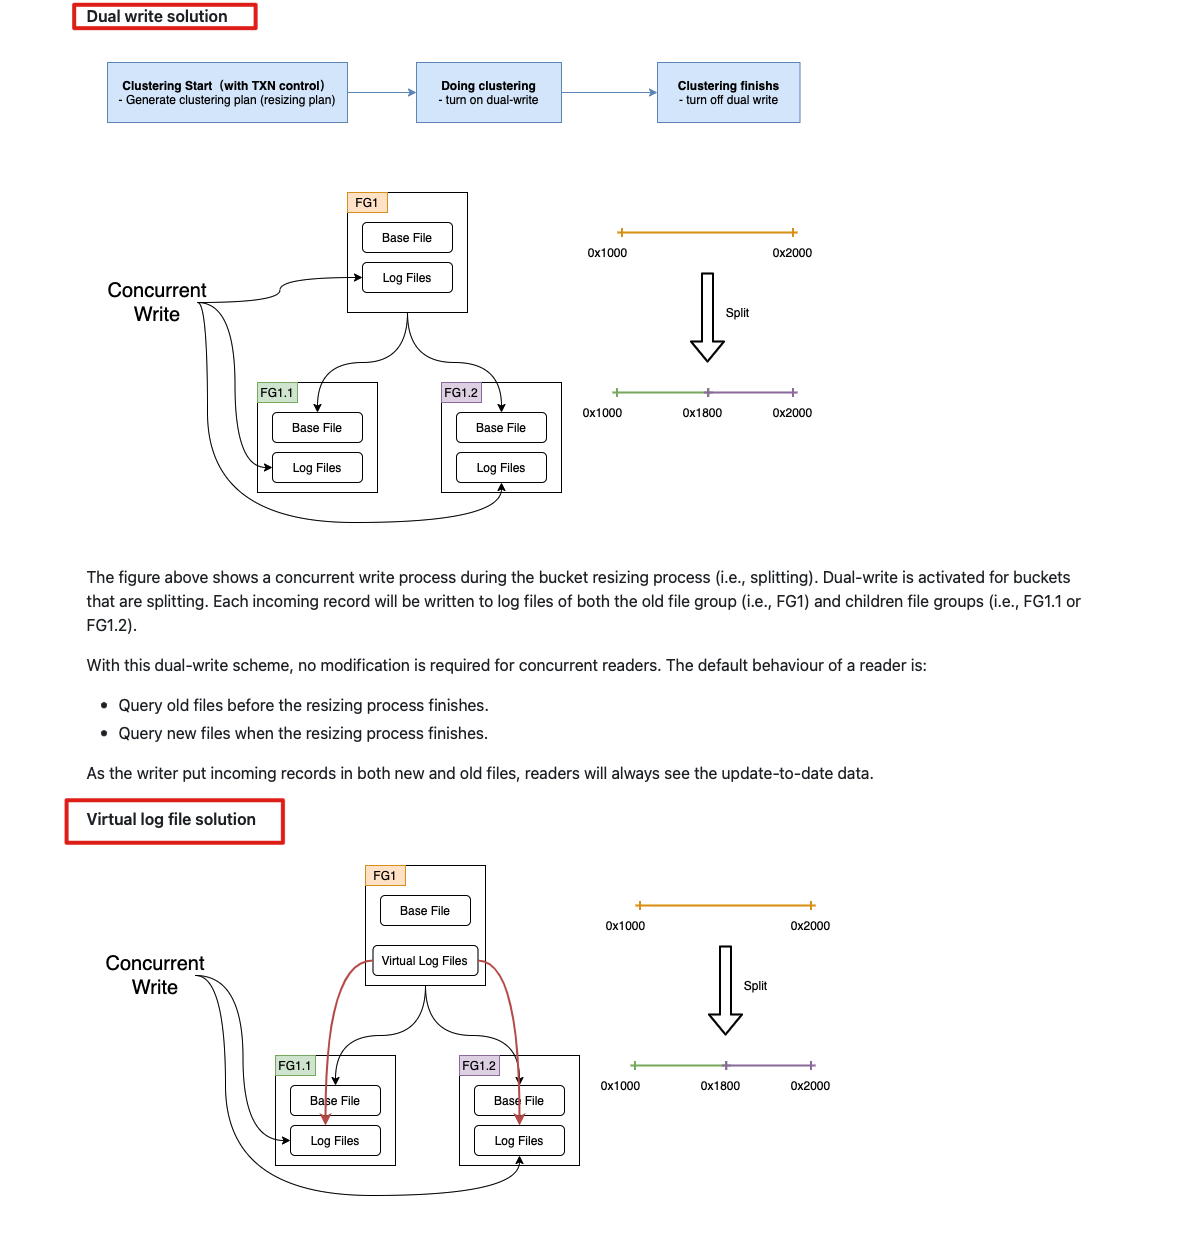 Dual write solution
Clustering Start（with TXN control）
- Generate clustering plan (resizing plan)
Doing clustering
- turn on dual-write
Clustering finishs
- turn off dual write
FG1
Base File
Log Files
Concurrent
Write
FG1.1
Base File
Log Files
FG1.2
Base File
Log Files
0x1000
0x2000
Split
0x1000
0x1800
0x2000
The figure above shows a concurrent write process during the bucket resizing process (i.e., splitting). Dual-write is activated for buckets
that are splitting. Each incoming record will be written to log files of both the old file group (i.e., FG1) and children file groups (i.e., FG1.1 or
FG1.2).
With this dual-write scheme, no modification is required for concurrent readers. The default behaviour of a reader is:
• Query old files before the resizing process finishes.
• Query new files when the resizing process finishes.
As the writer put incoming records in both new and old files, readers will always see the update-to-date data.
Virtual log file solution
FG1
Base File
Virtual Log Files
Concurrent
Write
FG1.1
Base File
Log Files
FG1.2
Base File
Log Files
0x1000
0x2000
Split
0x1000
0x1800
0x2000